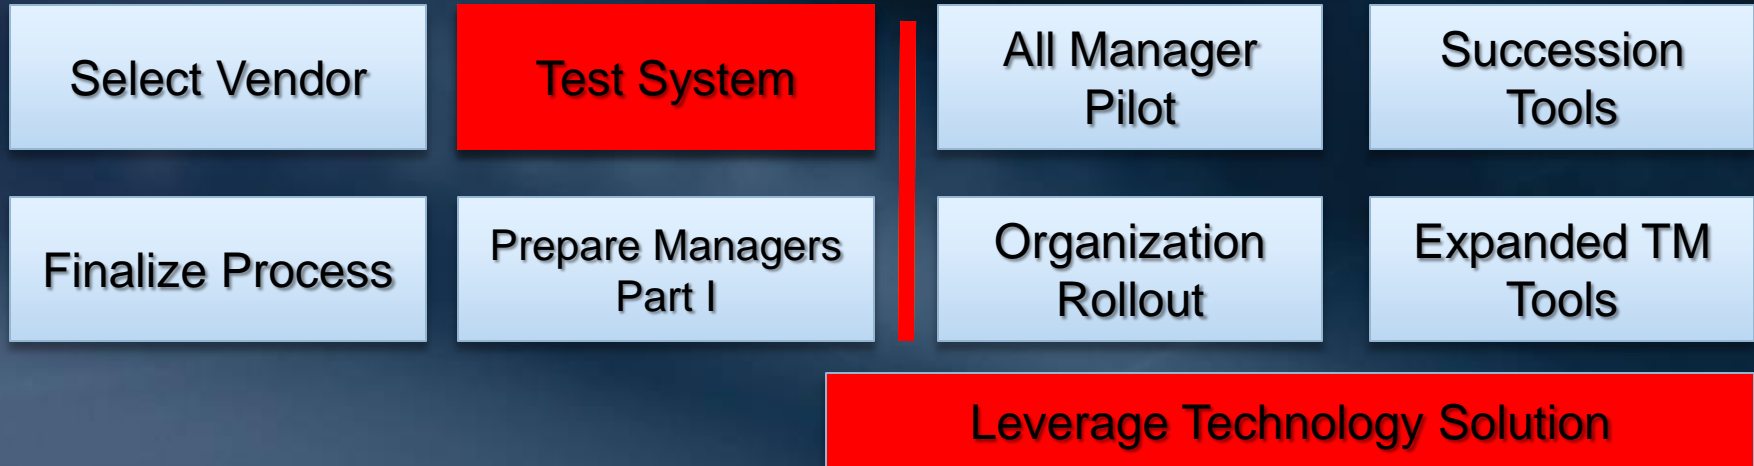 Select Vendor
Test System
All Manager
Pilot
Succession
Tools
Finalize Process
Prepare Managers
Part I
Organization
Rollout
Expanded TM
Tools
Leverage Technology Solution